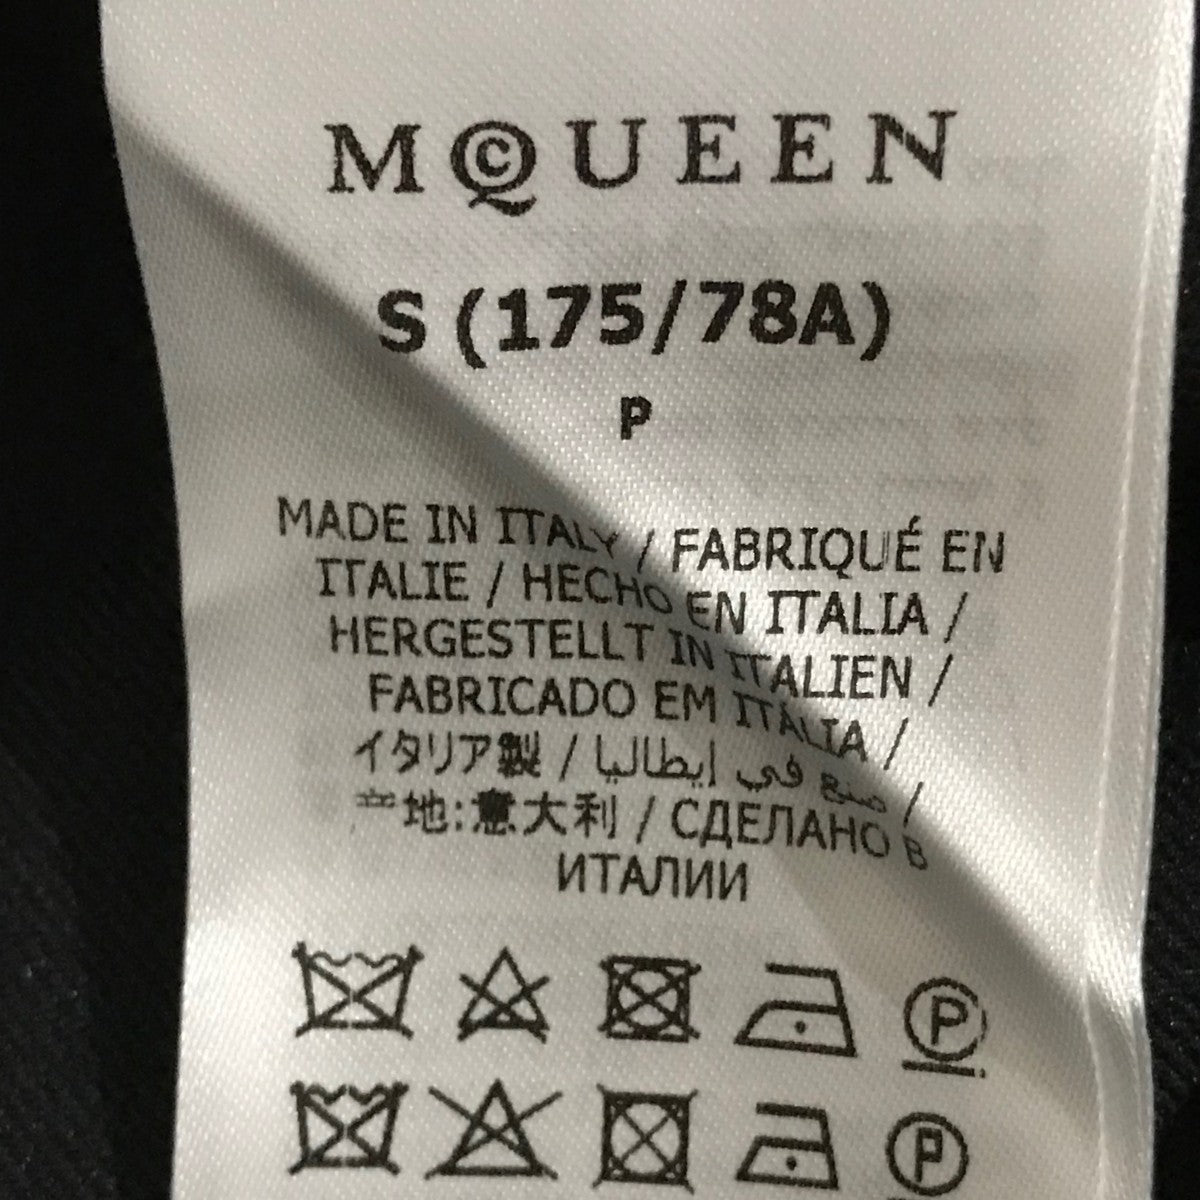 MCQUEEN
S (175/78A)
P
MADE IN ITALY / FABRIQUÉ EN
ITALIE / HECHO EN ITALIA /
HERGESTELLT IN ITALIEN /
FABRICADO EM ITÁLIA /
イタリア製 / صنع في إيطاليا /
产地:意大利 / СДЕЛАНО В
ИТАЛИИ
P
P